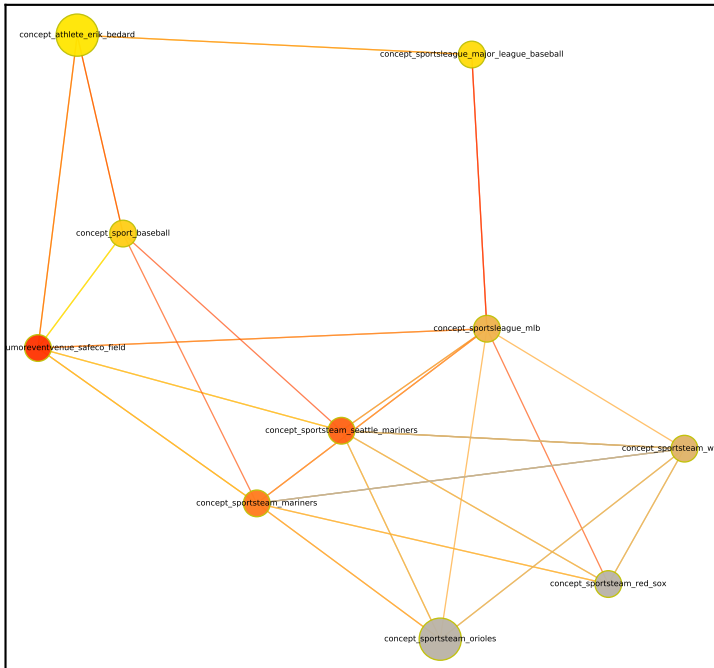 concept_athlete_erik_bedard
concept_sportsleague_major_league_baseball
concept_sport_baseball
concept_sportsleague_mlb
umoreventvenue_safeco_field
concept_sportsteam_seattle_mariners
concept_sportsteam_w
concept_sportsteam_mariners
concept_sportsteam_red_sox
concept_sportsteam_orioles